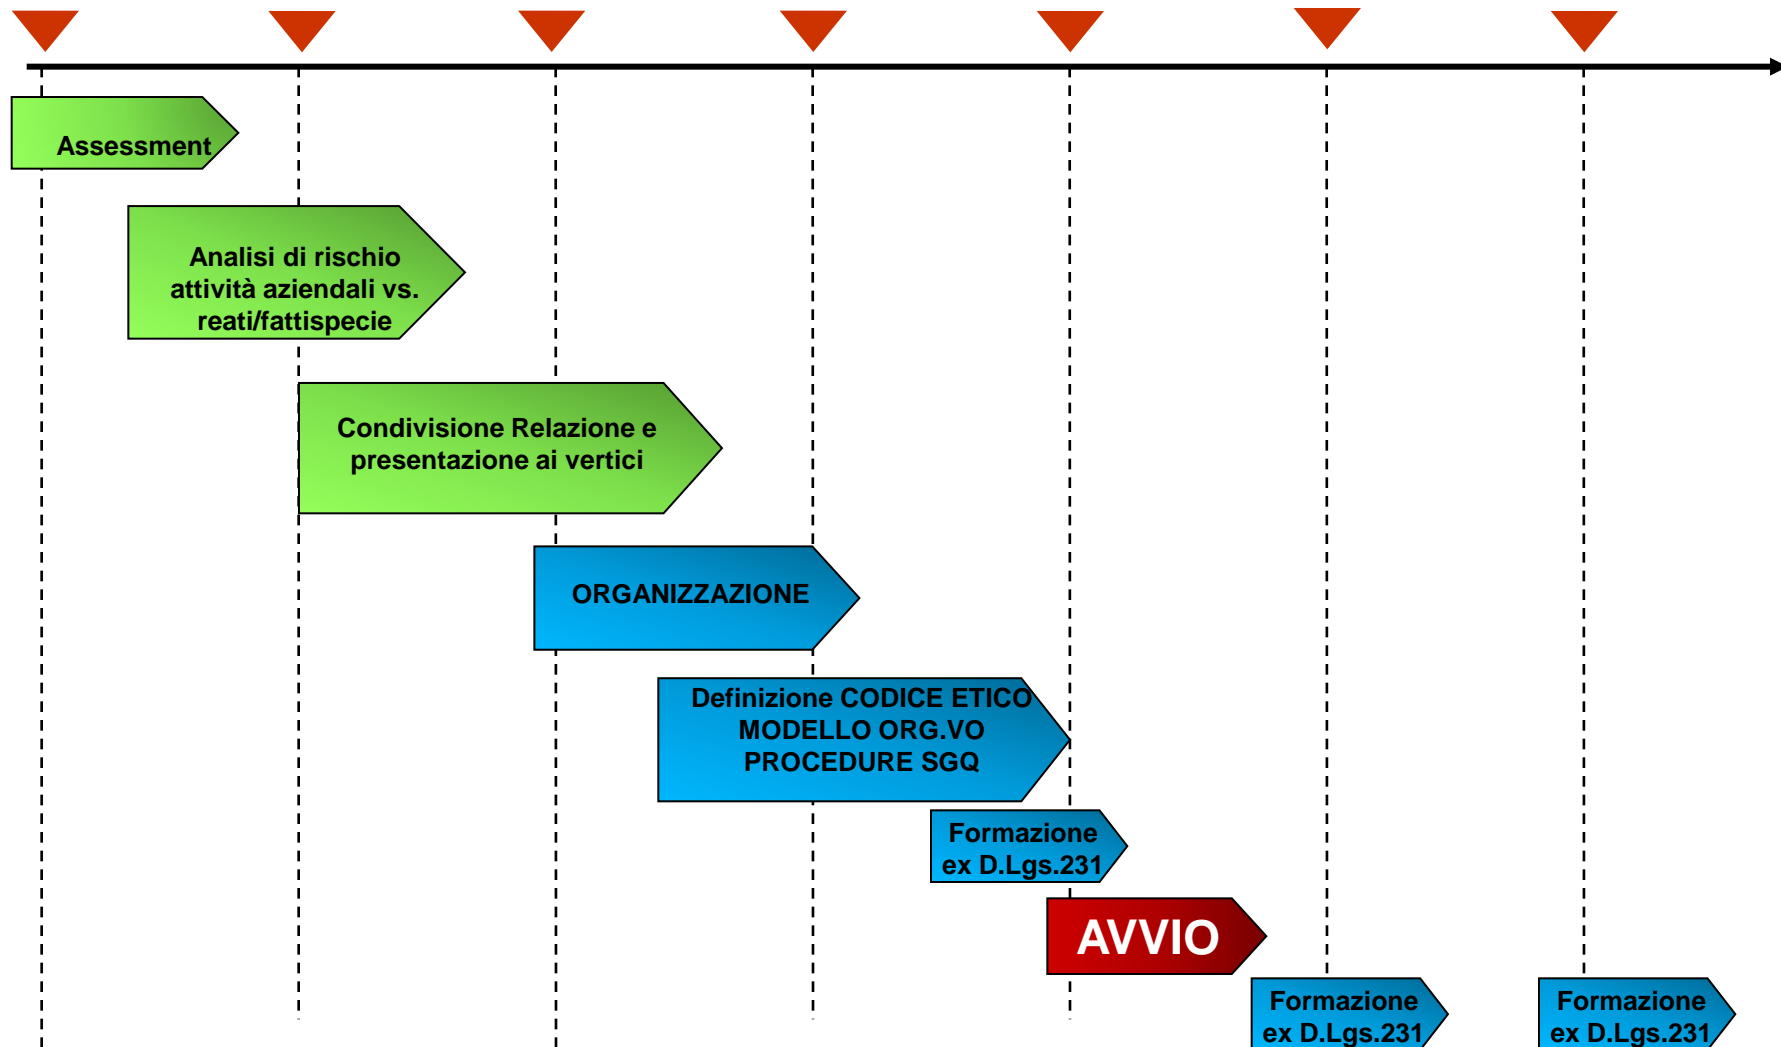 Assessment
Analisi di rischio
attività aziendali vs.
reati/fattispecie
Condivisione Relazione e
presentazione ai vertici
ORGANIZZAZIONE
Definizione CODICE ETICO
MODELLO ORG.VO
PROCEDURE SGQ
Formazione
ex D.Lgs.231
AVVIO
Formazione
ex D.Lgs.231
Formazione
ex D.Lgs.231